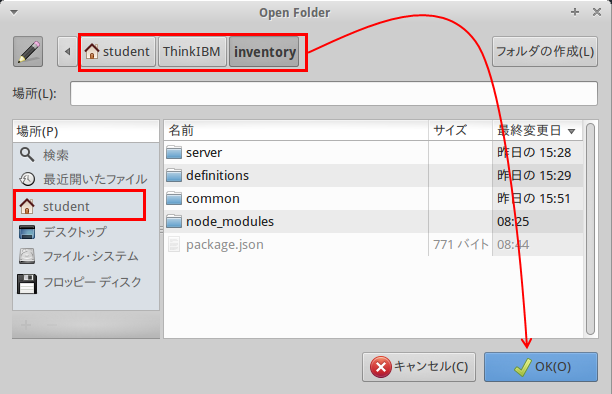 Open Folder
student ThinkIBM inventory フォルダの作成(L)
場所(L):
場所(P)
検索
最近開いたファイル
student
デスクトップ
ファイル・システム
フロッピー ディスク
名前 サイズ 最終変更日
server 昨日の 15:28
definitions 昨日の 15:29
common 昨日の 15:51
node_modules 08:25
package.json 771 バイト 08:44
キャンセル(C) OK(O)